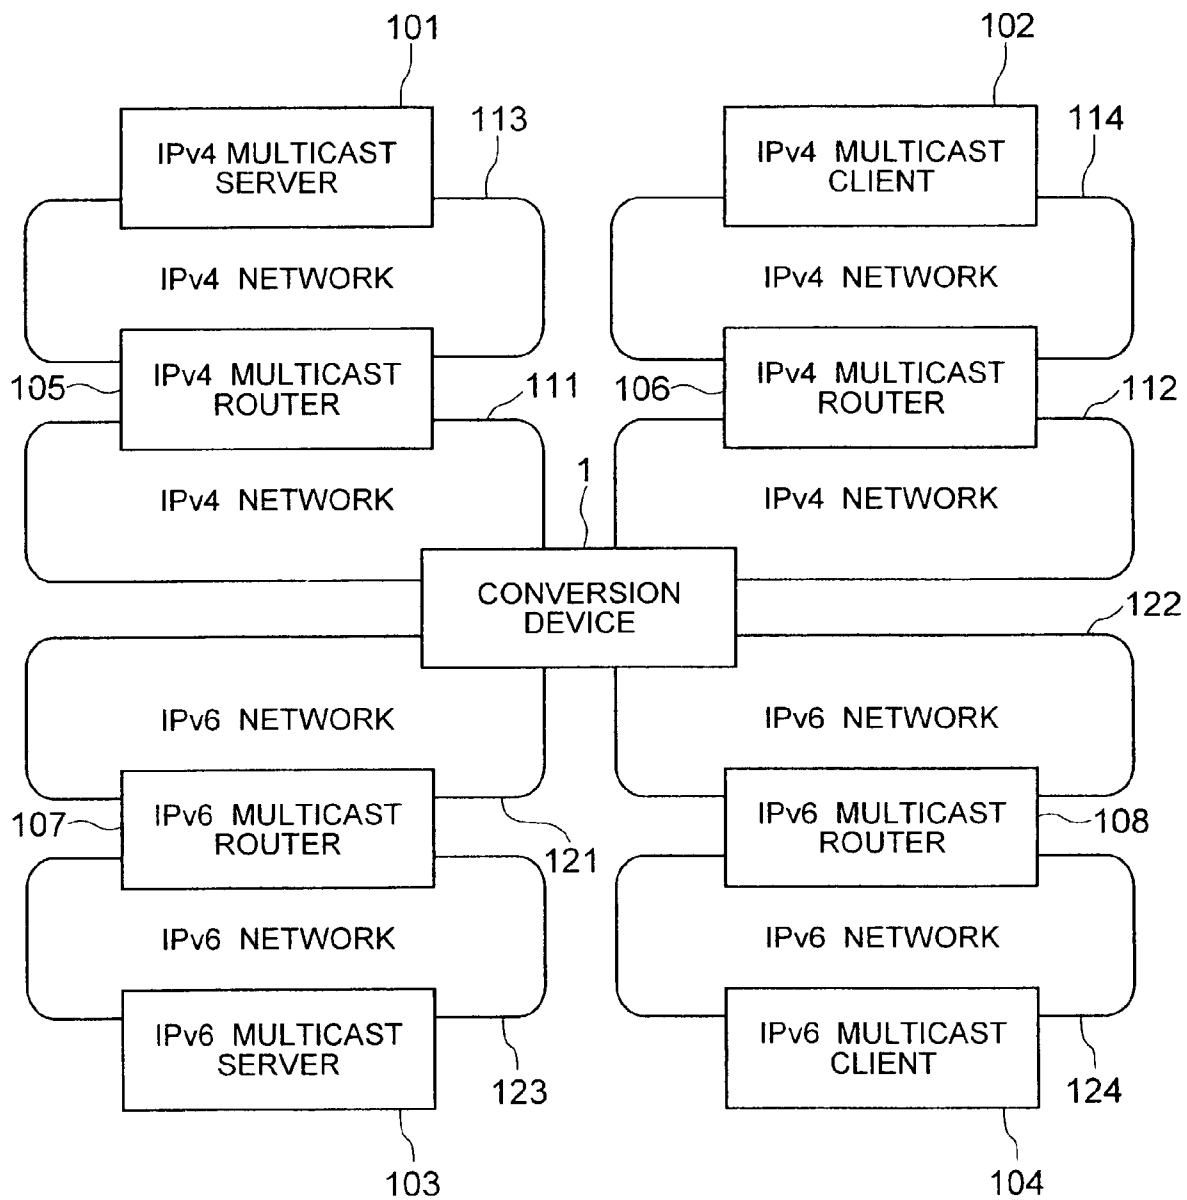 101
102
IPv4 MULTICAST
SERVER
113
IPv4 MULTICAST
CLIENT
114
IPv4 NETWORK
IPv4 NETWORK
105
IPv4 MULTICAST
ROUTER
111
106
IPv4 MULTICAST
ROUTER
112
IPv4 NETWORK
1
IPv4 NETWORK
CONVERSION
DEVICE
122
IPv6 NETWORK
IPv6 NETWORK
107
IPv6 MULTICAST
ROUTER
121
IPv6 MULTICAST
ROUTER
108
IPv6 NETWORK
IPv6 NETWORK
IPv6 MULTICAST
SERVER
123
IPv6 MULTICAST
CLIENT
124
103
104